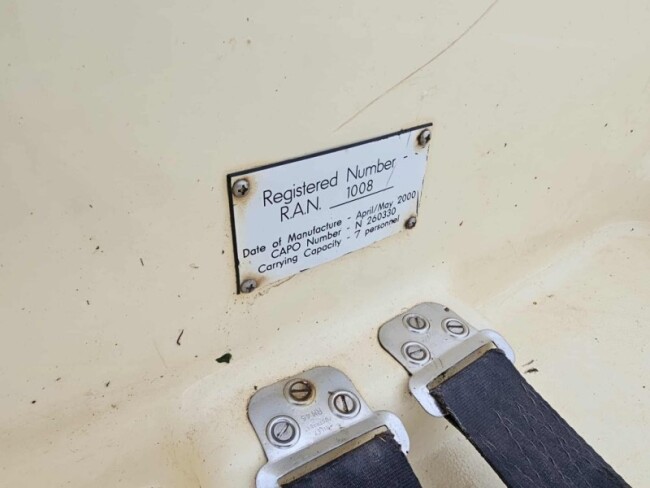 Registered Number -
R.A.N. 1008
Date of Manufacture - April/May 2000
CAPO Number - N 260330
Carrying Capacity - 7 personnel